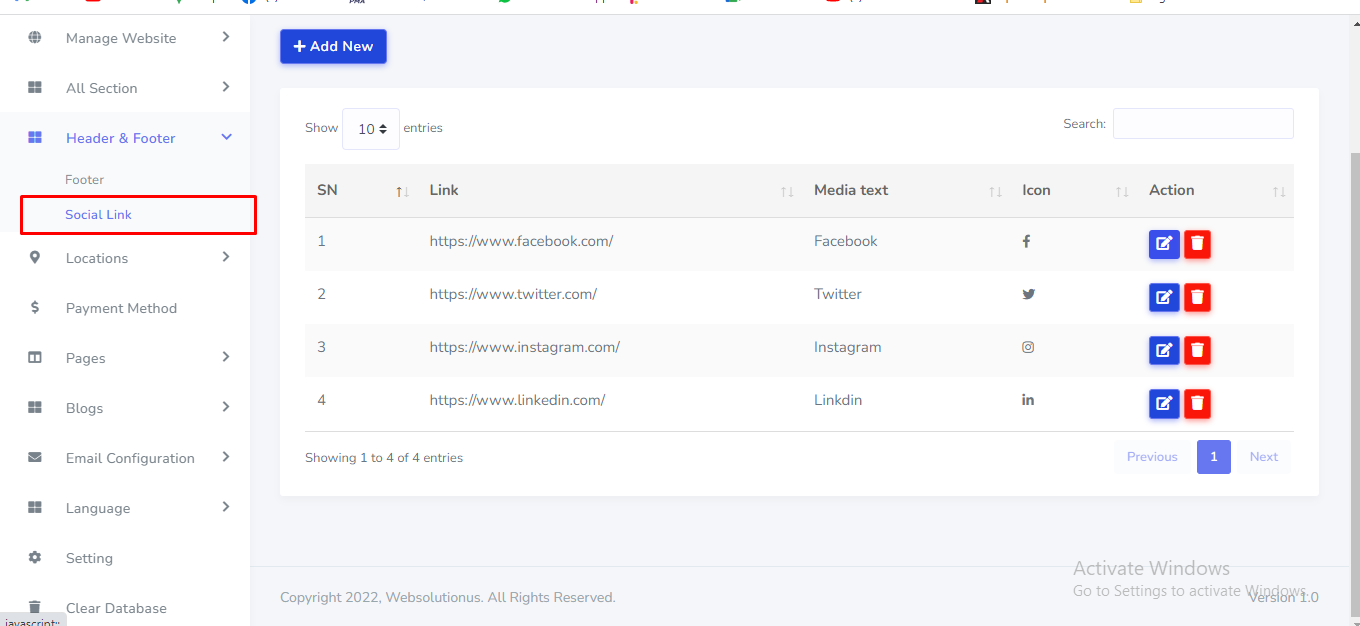 Manage Website
All Section
Header & Footer
Footer
Social Link
Locations
Payment Method
Pages
Blogs
Email Configuration
Language
Setting
Clear Database
javascript:;
Add New
Show 10 entries
Search:
SN Link Media text Icon Action
1 https://www.facebook.com/ Facebook
2 https://www.twitter.com/ Twitter
3 https://www.instagram.com/ Instagram
4 https://www.linkedin.com/ Linkdin
Showing 1 to 4 of 4 entries
Previous 1 Next
Activate Windows
Go to Settings to activate Windows.
Copyright 2022, Websolutionus. All Rights Reserved.
Version 1.0